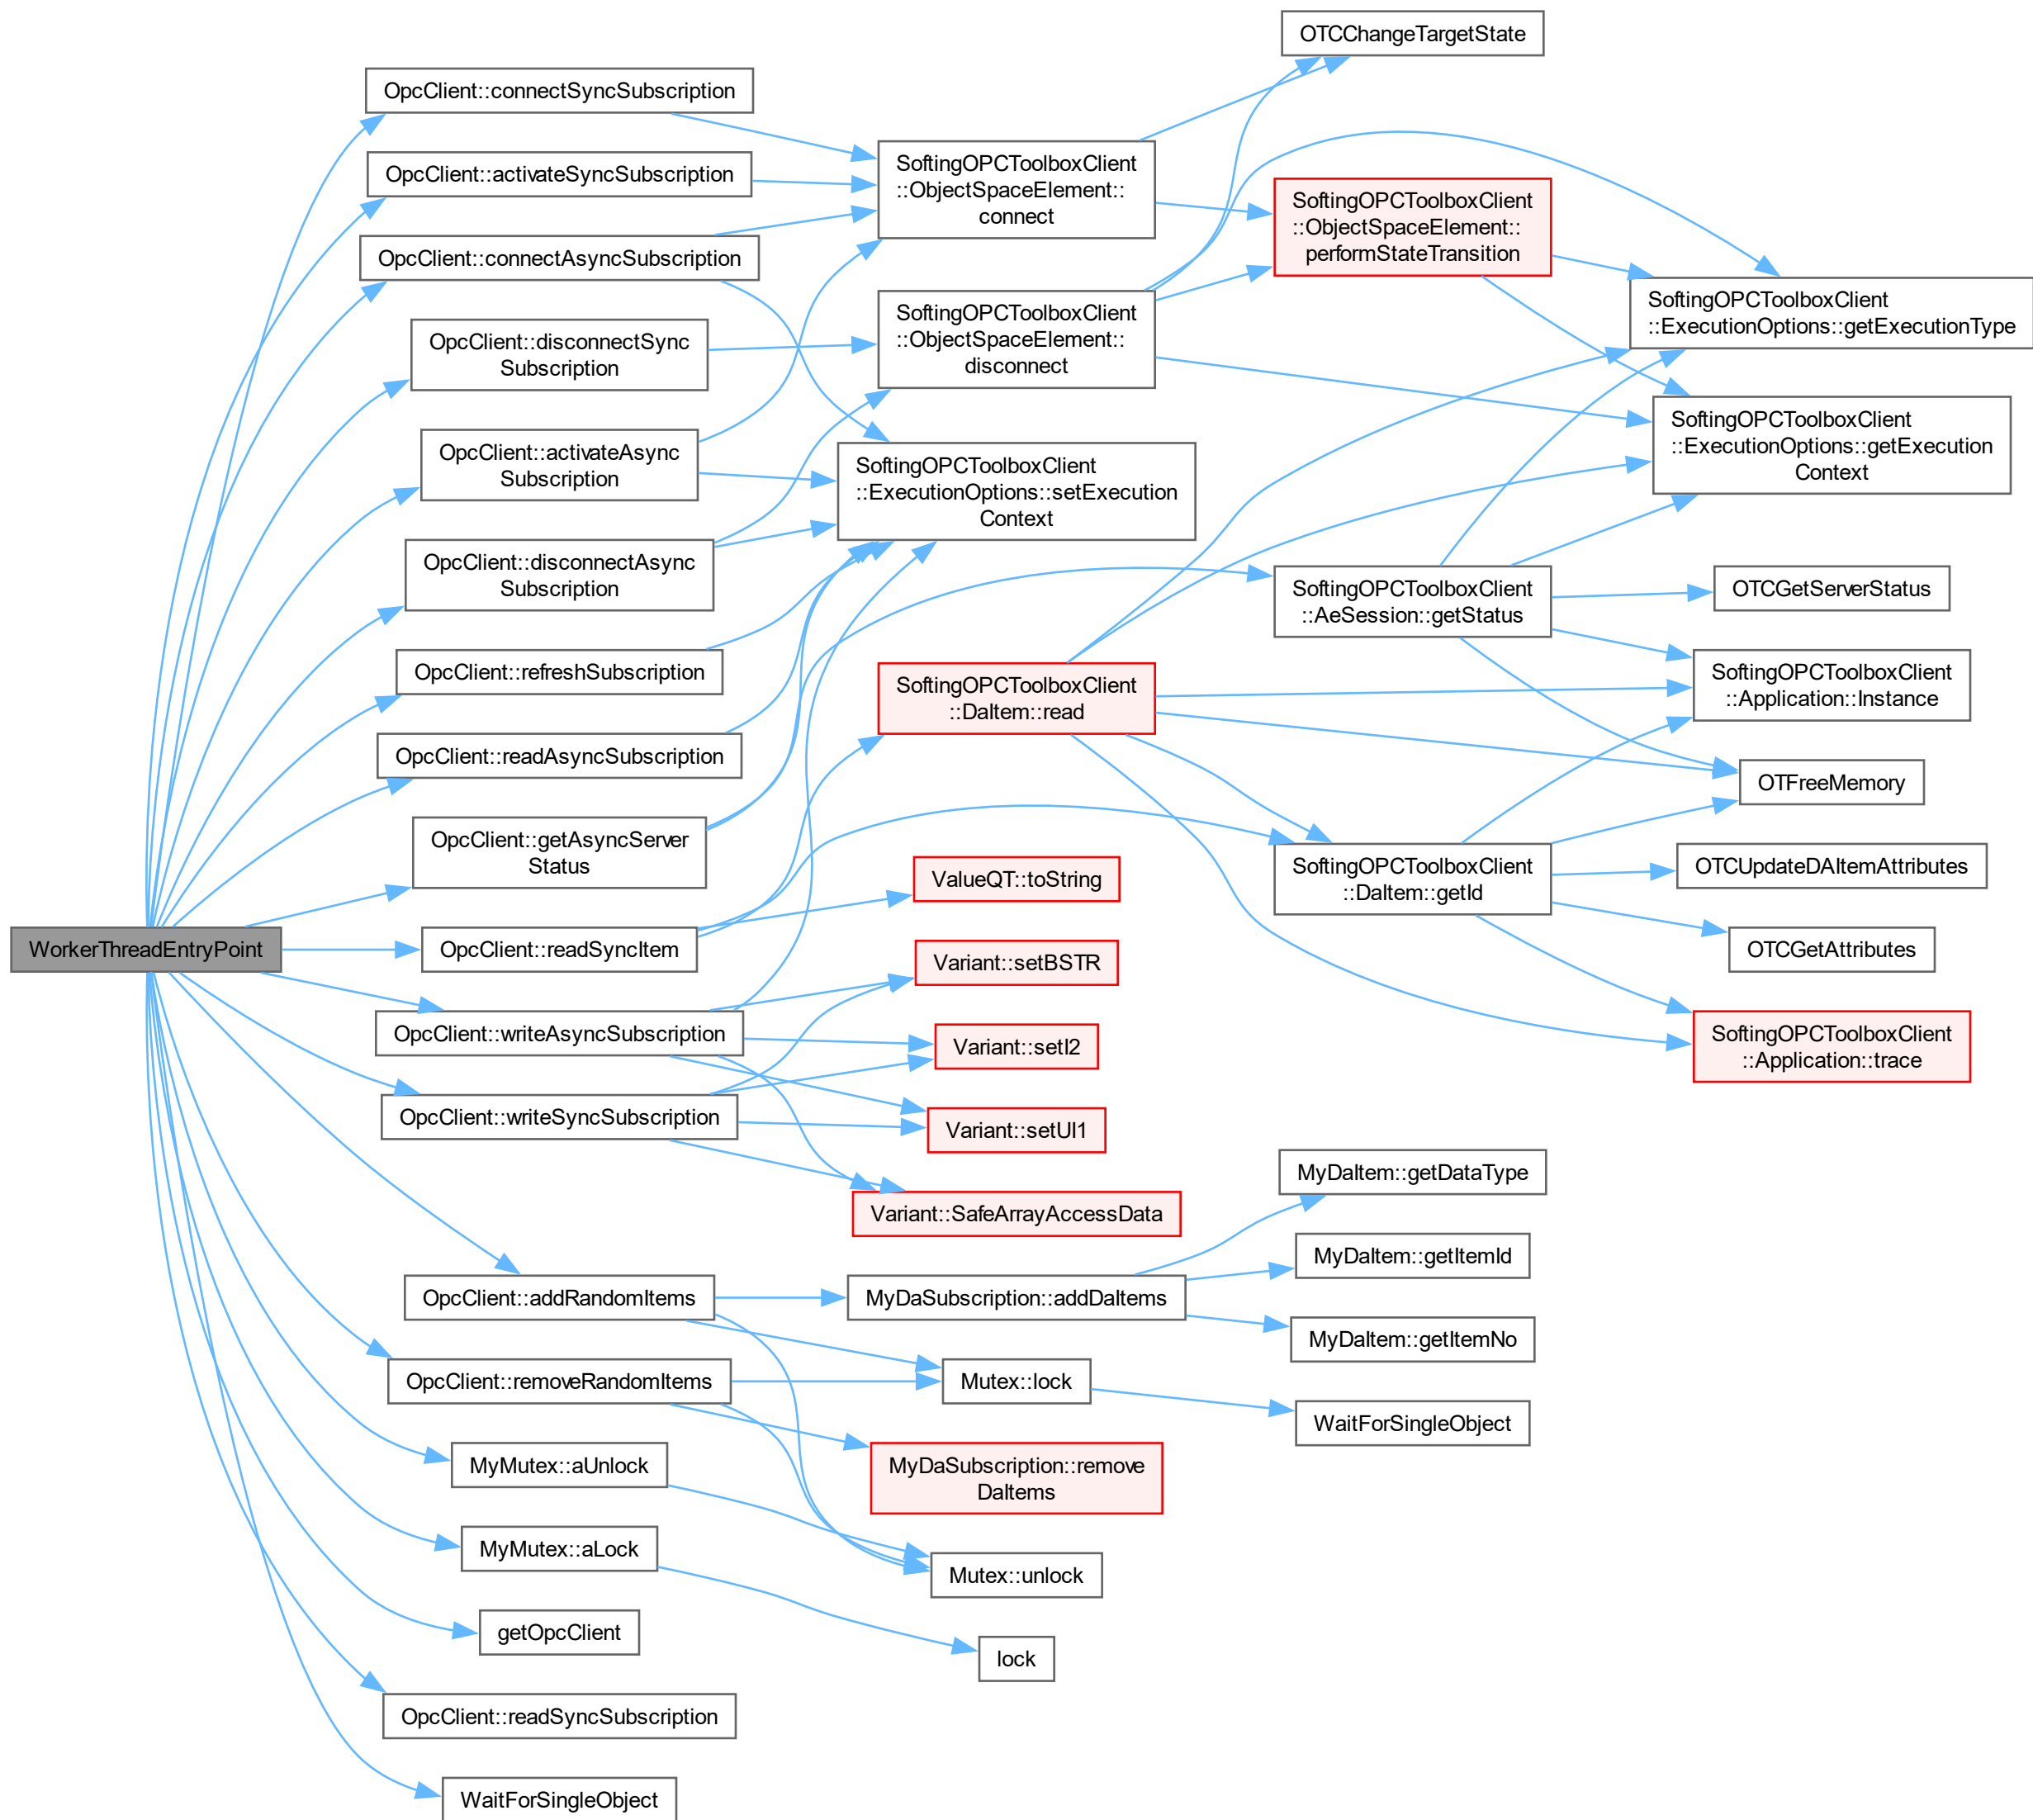 WorkerThreadEntryPoint
OpcClient::connectSyncSubscription
OpcClient::activateSyncSubscription
OpcClient::connectAsyncSubscription
OpcClient::disconnectSync
Subscription
OpcClient::activateAsync
Subscription
OpcClient::disconnectAsync
Subscription
OpcClient::refreshSubscription
OpcClient::readAsyncSubscription
OpcClient::getAsyncServer
Status
OpcClient::readSyncItem
OpcClient::writeAsyncSubscription
OpcClient::writeSyncSubscription
OpcClient::addRandomItems
OpcClient::removeRandomItems
MyMutex::aUnlock
MyMutex::aLock
getOpcClient
OpcClient::readSyncSubscription
WaitForSingleObject
SoftingOPCToolboxClient
::ObjectSpaceElement::
connect
SoftingOPCToolboxClient
::ObjectSpaceElement::
disconnect
SoftingOPCToolboxClient
::ExecutionOptions::setExecution
Context
SoftingOPCToolboxClient
::DaItem::read
ValueQT::toString
Variant::setBSTR
Variant::setI2
Variant::setUI1
Variant::SafeArrayAccessData
MyDaSubscription::addDaItems
Mutex::lock
MyDaSubscription::remove
DaItems
Mutex::unlock
lock
OTCChangeTargetState
SoftingOPCToolboxClient
::ObjectSpaceElement::
performStateTransition
SoftingOPCToolboxClient
::AeSession::getStatus
SoftingOPCToolboxClient
::DaItem::getId
MyDaItem::getDataType
MyDaItem::getItemId
MyDaItem::getItemNo
WaitForSingleObject
SoftingOPCToolboxClient
::ExecutionOptions::getExecutionType
SoftingOPCToolboxClient
::ExecutionOptions::getExecution
Context
OTCGetServerStatus
SoftingOPCToolboxClient
::Application::Instance
OTFreeMemory
OTCUpdateDAItemAttributes
OTCGetAttributes
SoftingOPCToolboxClient
::Application::trace